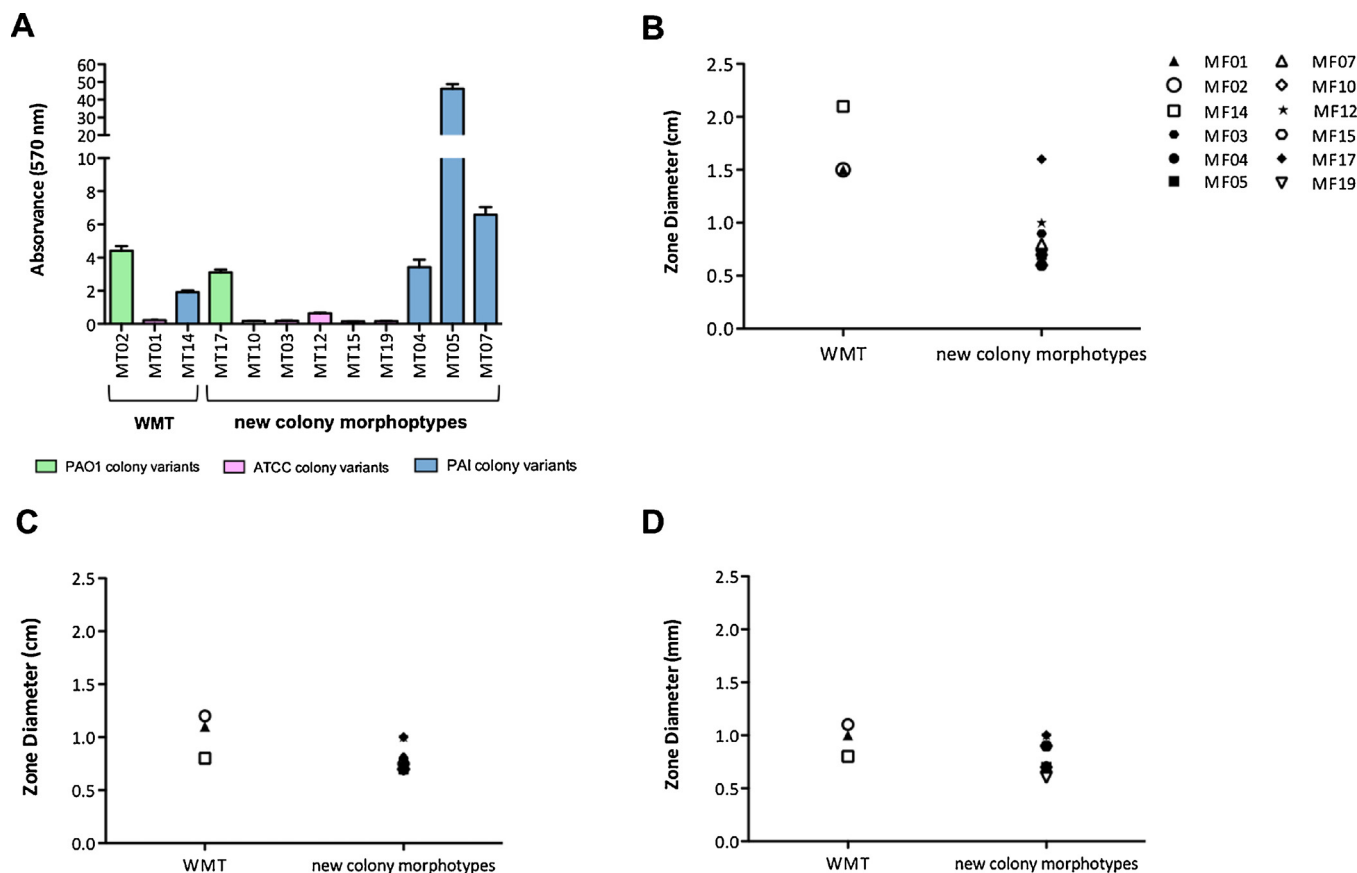 A
Absorvance (570 nm)
60
50
40
30
20
10
8
6
4
2
0
MT02
MT01
MT14
MT17
MT10
MT03
MT12
MT15
MT19
MT04
MT05
MT07
WMT
new colony morphoptypes
PAO1 colony variants
ATCC colony variants
PAI colony variants
B
Zone Diameter (cm)
2.5
2.0
1.5
1.0
0.5
0.0
WMT
new colony morphotypes
MF01
MF02
MF14
MF03
MF04
MF05
MF07
MF10
MF12
MF15
MF17
MF19
C
Zone Diameter (cm)
2.5
2.0
1.5
1.0
0.5
0.0
WMT
new colony morphotypes
D
Zone Diameter (mm)
2.5
2.0
1.5
1.0
0.5
0.0
WMT
new colony morphotypes